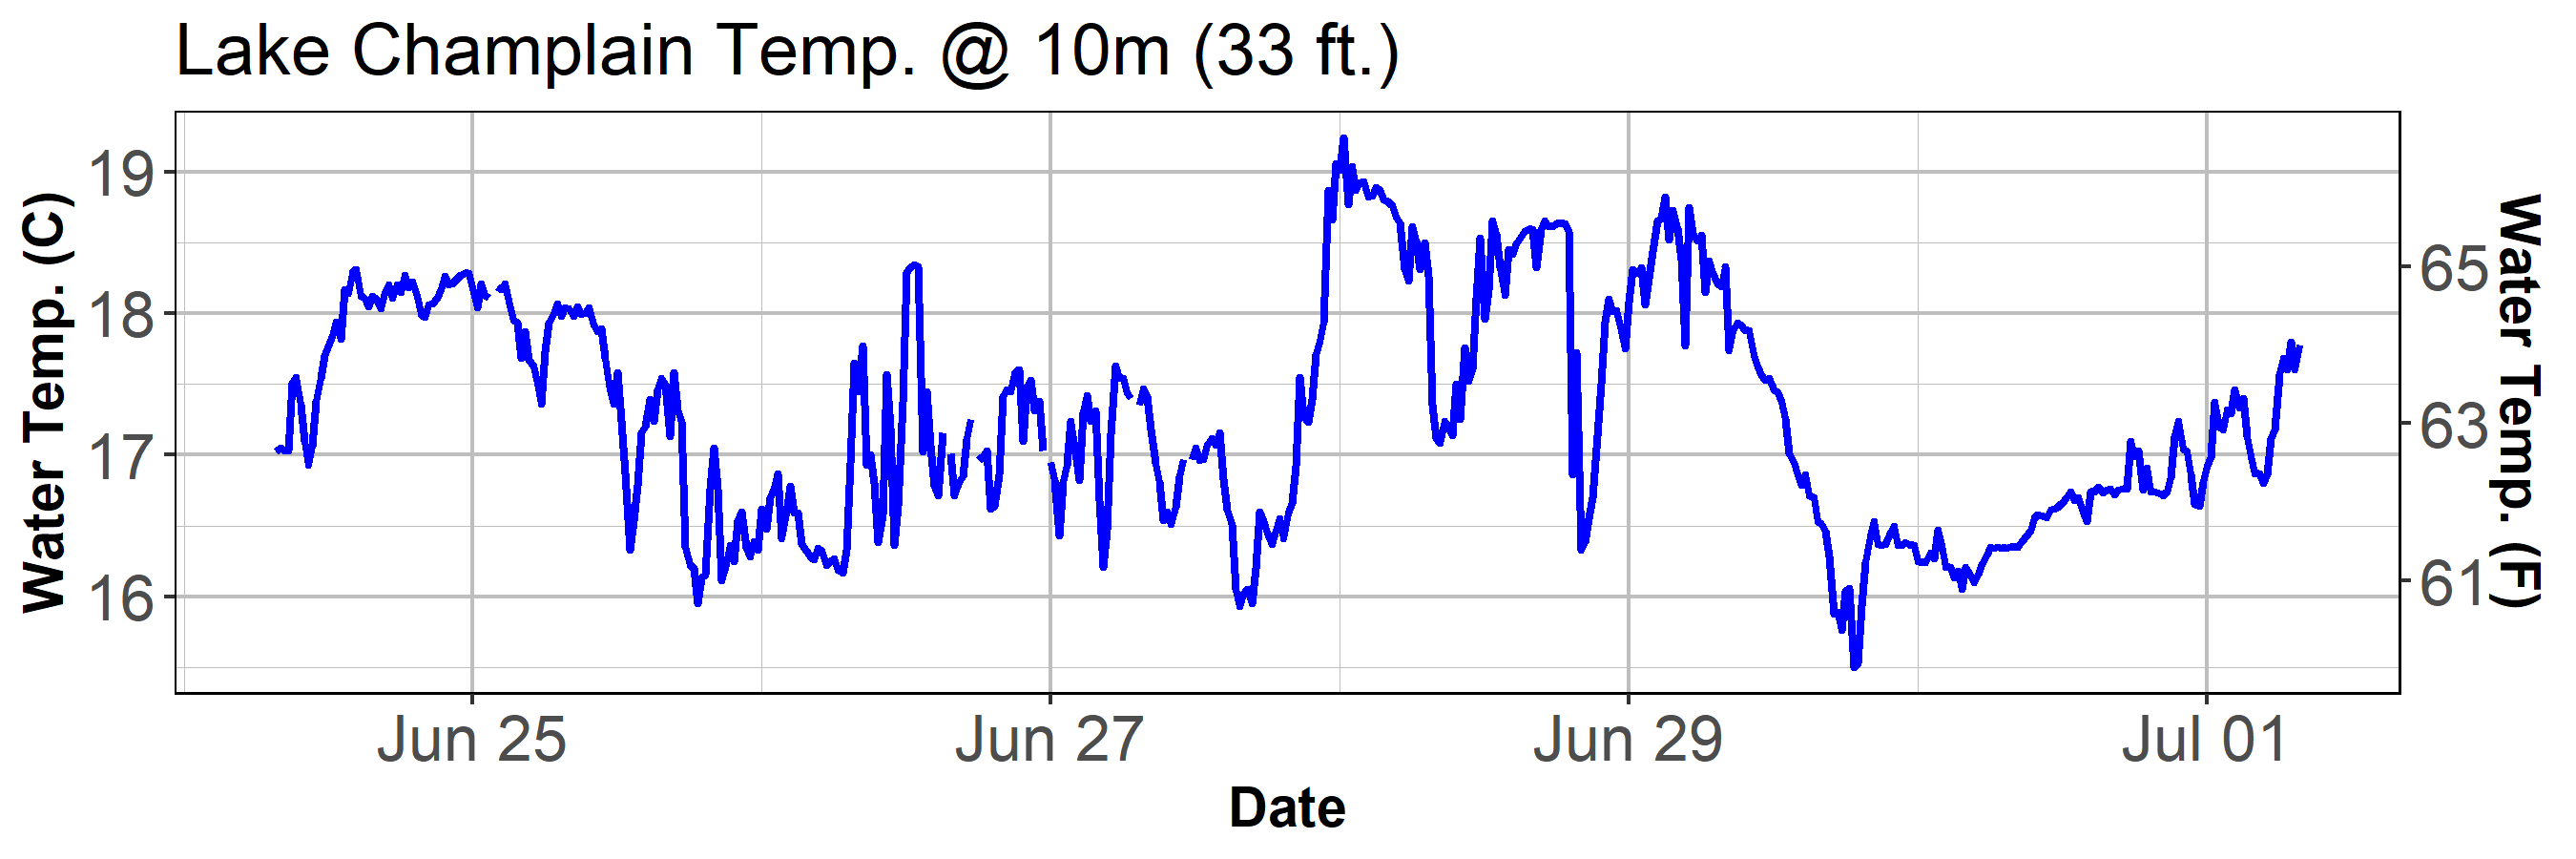 Lake Champlain Temp. @ 10m (33 ft.)
Water Temp. (C)
19
18
17
16
65
63
61
Water Temp. (F)
Jun 25 Jun 27 Jun 29 Jul 01
Date